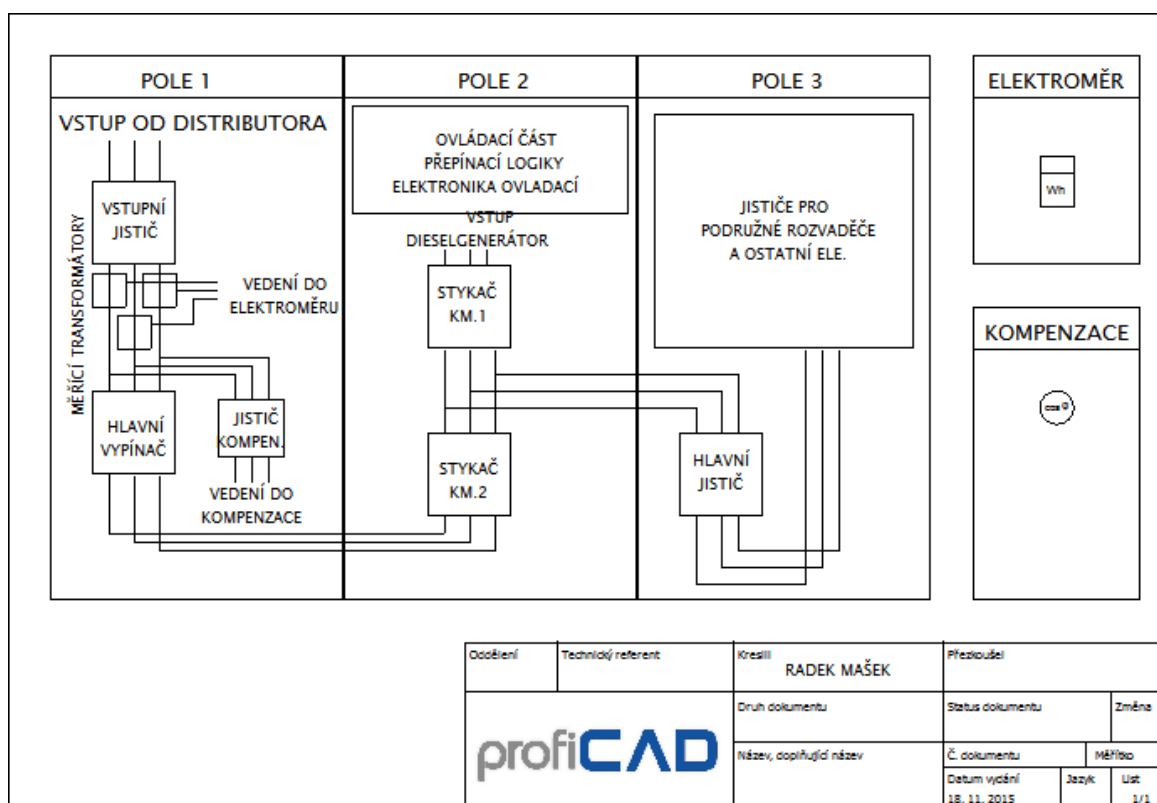 POLE 1
POLE 2
POLE 3
ELEKTROMĚR
VSTUP OD DISTRIBUTORA
VSTUPNÍ
JISTIČ
MĚŘÍCÍ TRANSFORMÁTORY
VEDENÍ DO
ELEKTROMĚRU
HLAVNÍ
VYPÍNAČ
JISTIČ
KOMPEN.
VEDENÍ DO
KOMPENZACE
OVLÁDACÍ ČÁST
PŘEPÍNACÍ LOGIKY
ELEKTRONIKA OVLADACÍ
VSTUP
DIESELGENERÁTOR
STYKAČ
KM.1
STYKAČ
KM.2
JISTIČE PRO
PODRUŽNÉ ROZVADĚČE
A OSTATNÍ ELE.
HLAVNÍ
JISTIČ
Wh
KOMPENZACE
cos φ
Oddělení
Technický referent
Kreslil
RADEK MAŠEK
Přezkoušel
Druh dokumentu
Status dokumentu
Změna
profiCAD
Název, doplňující název
Č. dokumentu
Měřítko
Datum vydání
18. 11. 2015
Jazyk
List
1/1